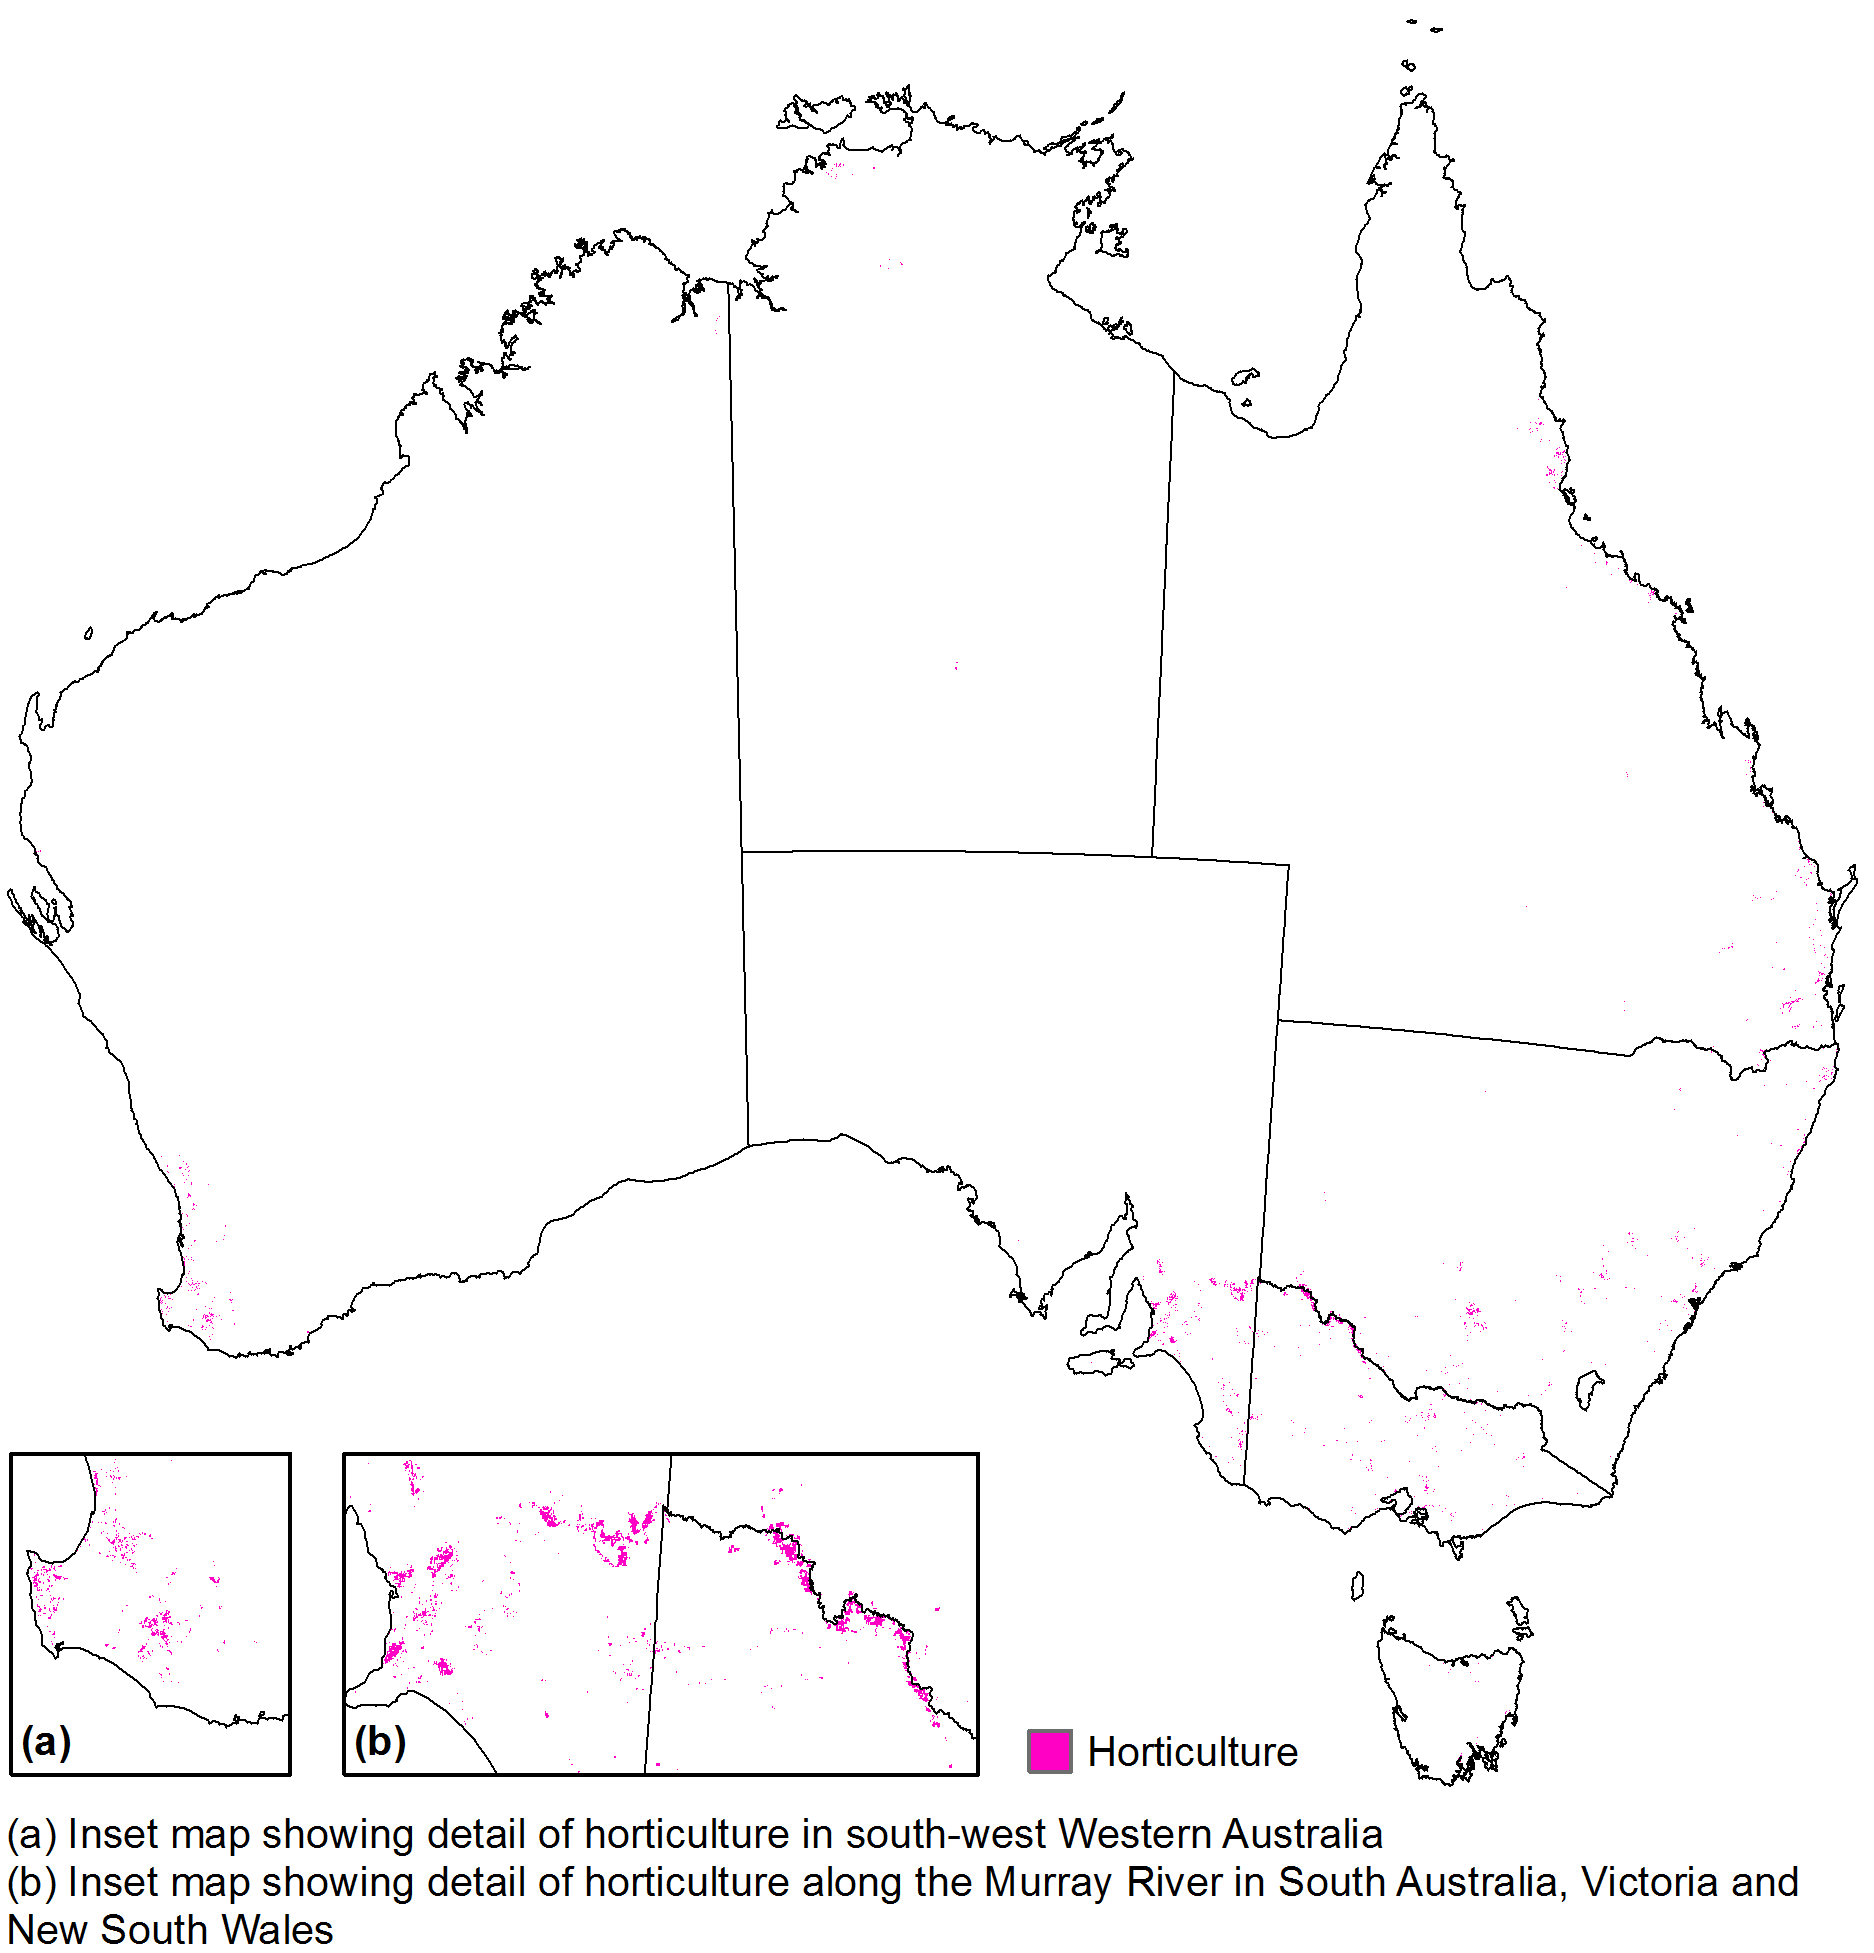 (a)
(b)
Horticulture
(a) Inset map showing detail of horticulture in south-west Western Australia
(b) Inset map showing detail of horticulture along the Murray River in South Australia, Victoria and
New South Wales